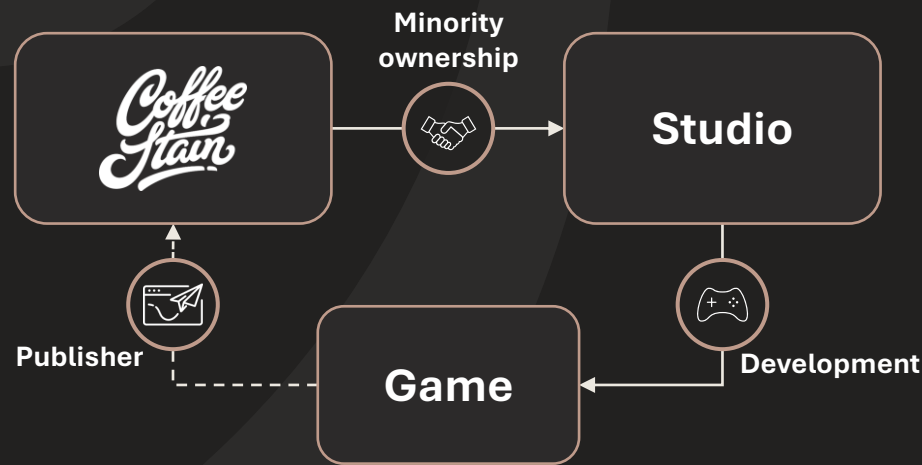 Minority
ownership
Coffee
Stain
Studio
Publisher
Development
Game